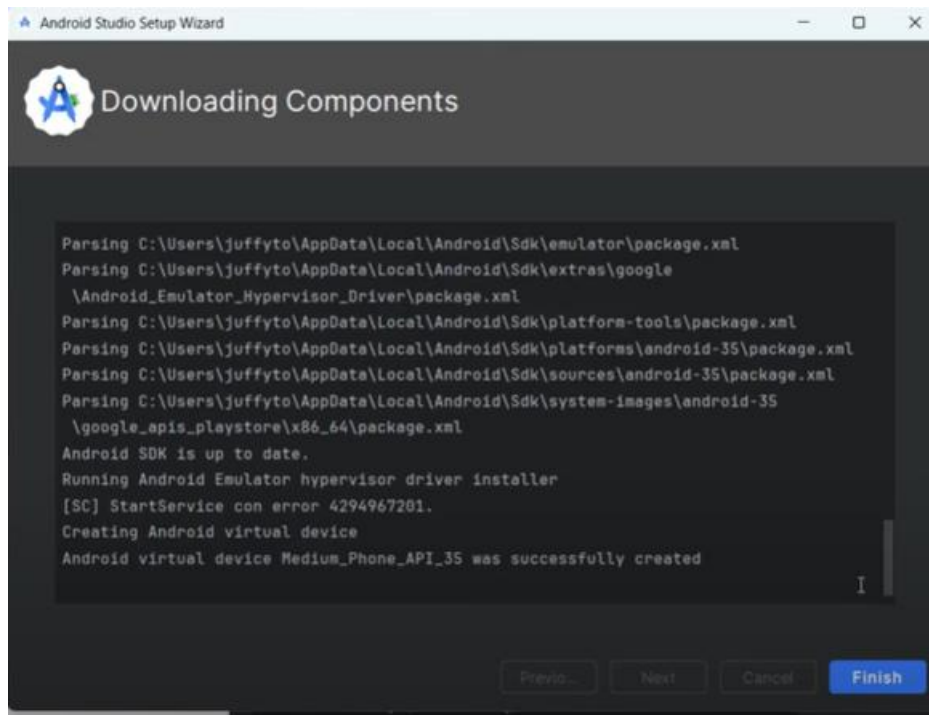 Android Studio Setup Wizard
Downloading Components
Parsing C:\Users\juffyto\AppData\Local\Android\Sdk\emulator\package.xml
Parsing C:\Users\juffyto\AppData\Local\Android\Sdk\extras\google
\Android_Emulator_Hypervisor_Driver\package.xml
Parsing C:\Users\juffyto\AppData\Local\Android\Sdk\platform-tools\package.xml
Parsing C:\Users\juffyto\AppData\Local\Android\Sdk\platforms\android-35\package.xml
Parsing C:\Users\juffyto\AppData\Local\Android\Sdk\sources\android-35\package.xml
Parsing C:\Users\juffyto\AppData\Local\Android\Sdk\system-images\android-35
\google_apis_playstore\x86_64\package.xml
Android SDK is up to date.
Running Android Emulator hypervisor driver installer
[SC] StartService con error 4294967201.
Creating Android virtual device
Android virtual device Medium_Phone_API_35 was successfully created
Previo... Next Cancel Finish